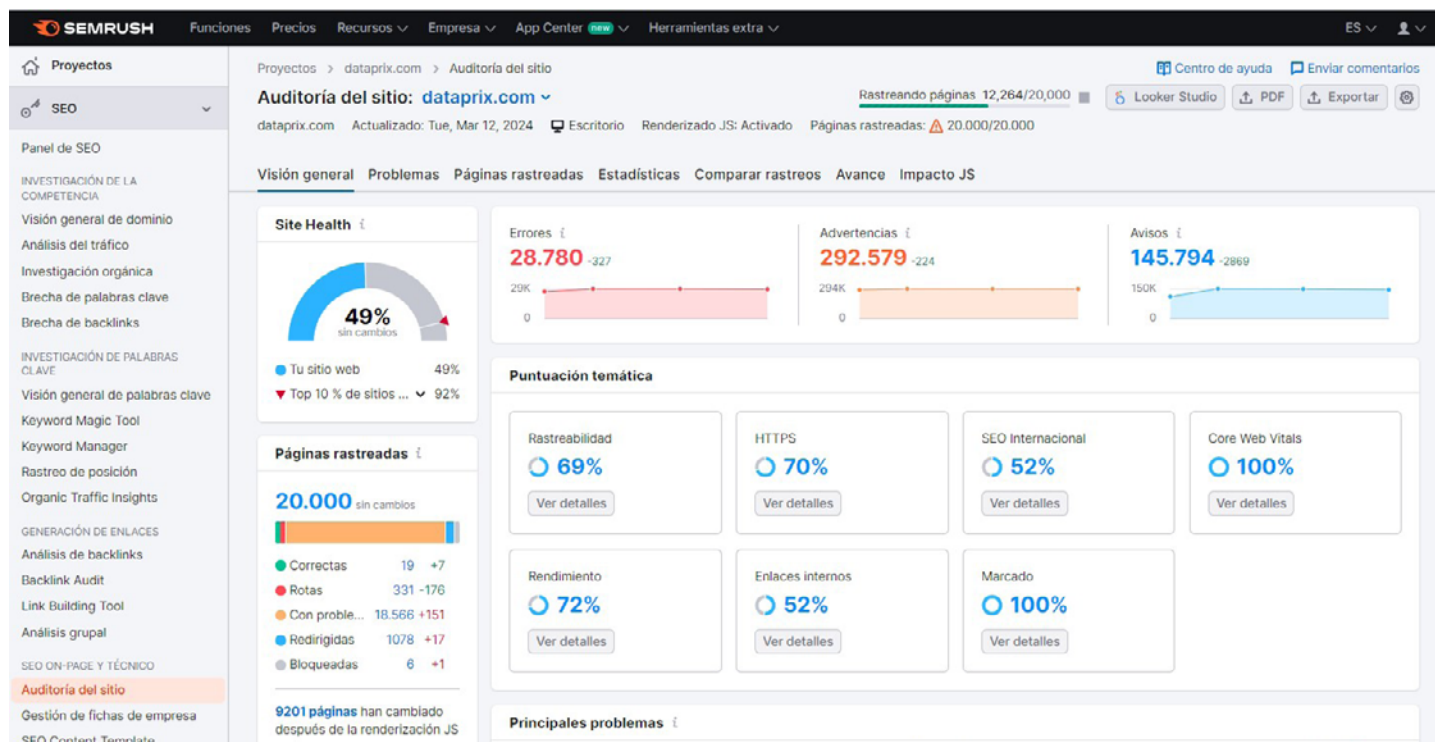 SEMRUSH Funciones Precios Recursos Empresa App Center new Herramientas extra ES
Proyectos
SEO
Panel de SEO
INVESTIGACIÓN DE LA
COMPETENCIA
Visión general de dominio
Análisis del tráfico
Investigación orgánica
Brecha de palabras clave
Brecha de backlinks
INVESTIGACIÓN DE PALABRAS
CLAVE
Visión general de palabras clave
Keyword Magic Tool
Keyword Manager
Rastreo de posición
Organic Traffic Insights
GENERACIÓN DE ENLACES
Análisis de backlinks
Backlink Audit
Link Building Tool
Análisis grupal
SEO ON-PAGE Y TÉCNICO
Auditoría del sitio
Gestión de fichas de empresa
SEO Content Template
Proyectos > dataprix.com > Auditoría del sitio
Centro de ayuda Enviar comentarios
Auditoría del sitio: dataprix.com
Rastreando páginas 12,264/20,000
Looker Studio PDF Exportar
dataprix.com Actualizado: Tue, Mar 12, 2024 Escritorio Renderizado JS: Activado Páginas rastreadas: 20.000/20.000
Visión general Problemas Páginas rastreadas Estadísticas Comparar rastreos Avance Impacto JS
Site Health i
49%
sin cambios
Tu sitio web 49%
Top 10 % de sitios ... 92%
Páginas rastreadas i
20.000 sin cambios
Correctas 19 +7
Rotas 331 -176
Con proble... 18.566 +151
Redirigidas 1078 +17
Bloqueadas 6 +1
9201 páginas han cambiado
después de la renderización JS
Errores i
28.780 -327
29K
0
Advertencias i
292.579 -224
294K
0
Avisos i
145.794 -2869
150K
0
Puntuación temática
Rastreabilidad
69%
Ver detalles
HTTPS
70%
Ver detalles
SEO Internacional
52%
Ver detalles
Core Web Vitals
100%
Ver detalles
Rendimiento
72%
Ver detalles
Enlaces internos
52%
Ver detalles
Marcado
100%
Ver detalles
Principales problemas i